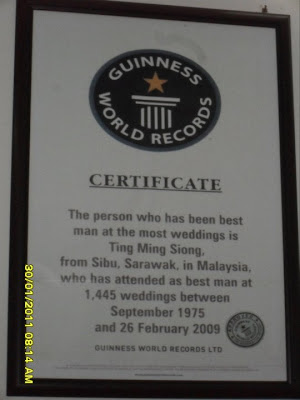 GUINNESS
WORLD RECORDS
CERTIFICATE
The person who has been best
man at the most weddings is
Ting Ming Siong,
from Sibu, Sarawak, in Malaysia,
who has attended as best man at
1,445 weddings between
September 1975
and 26 February 2009
GUINNESS WORLD RECORDS LTD
30/01/2011 08:14 AM